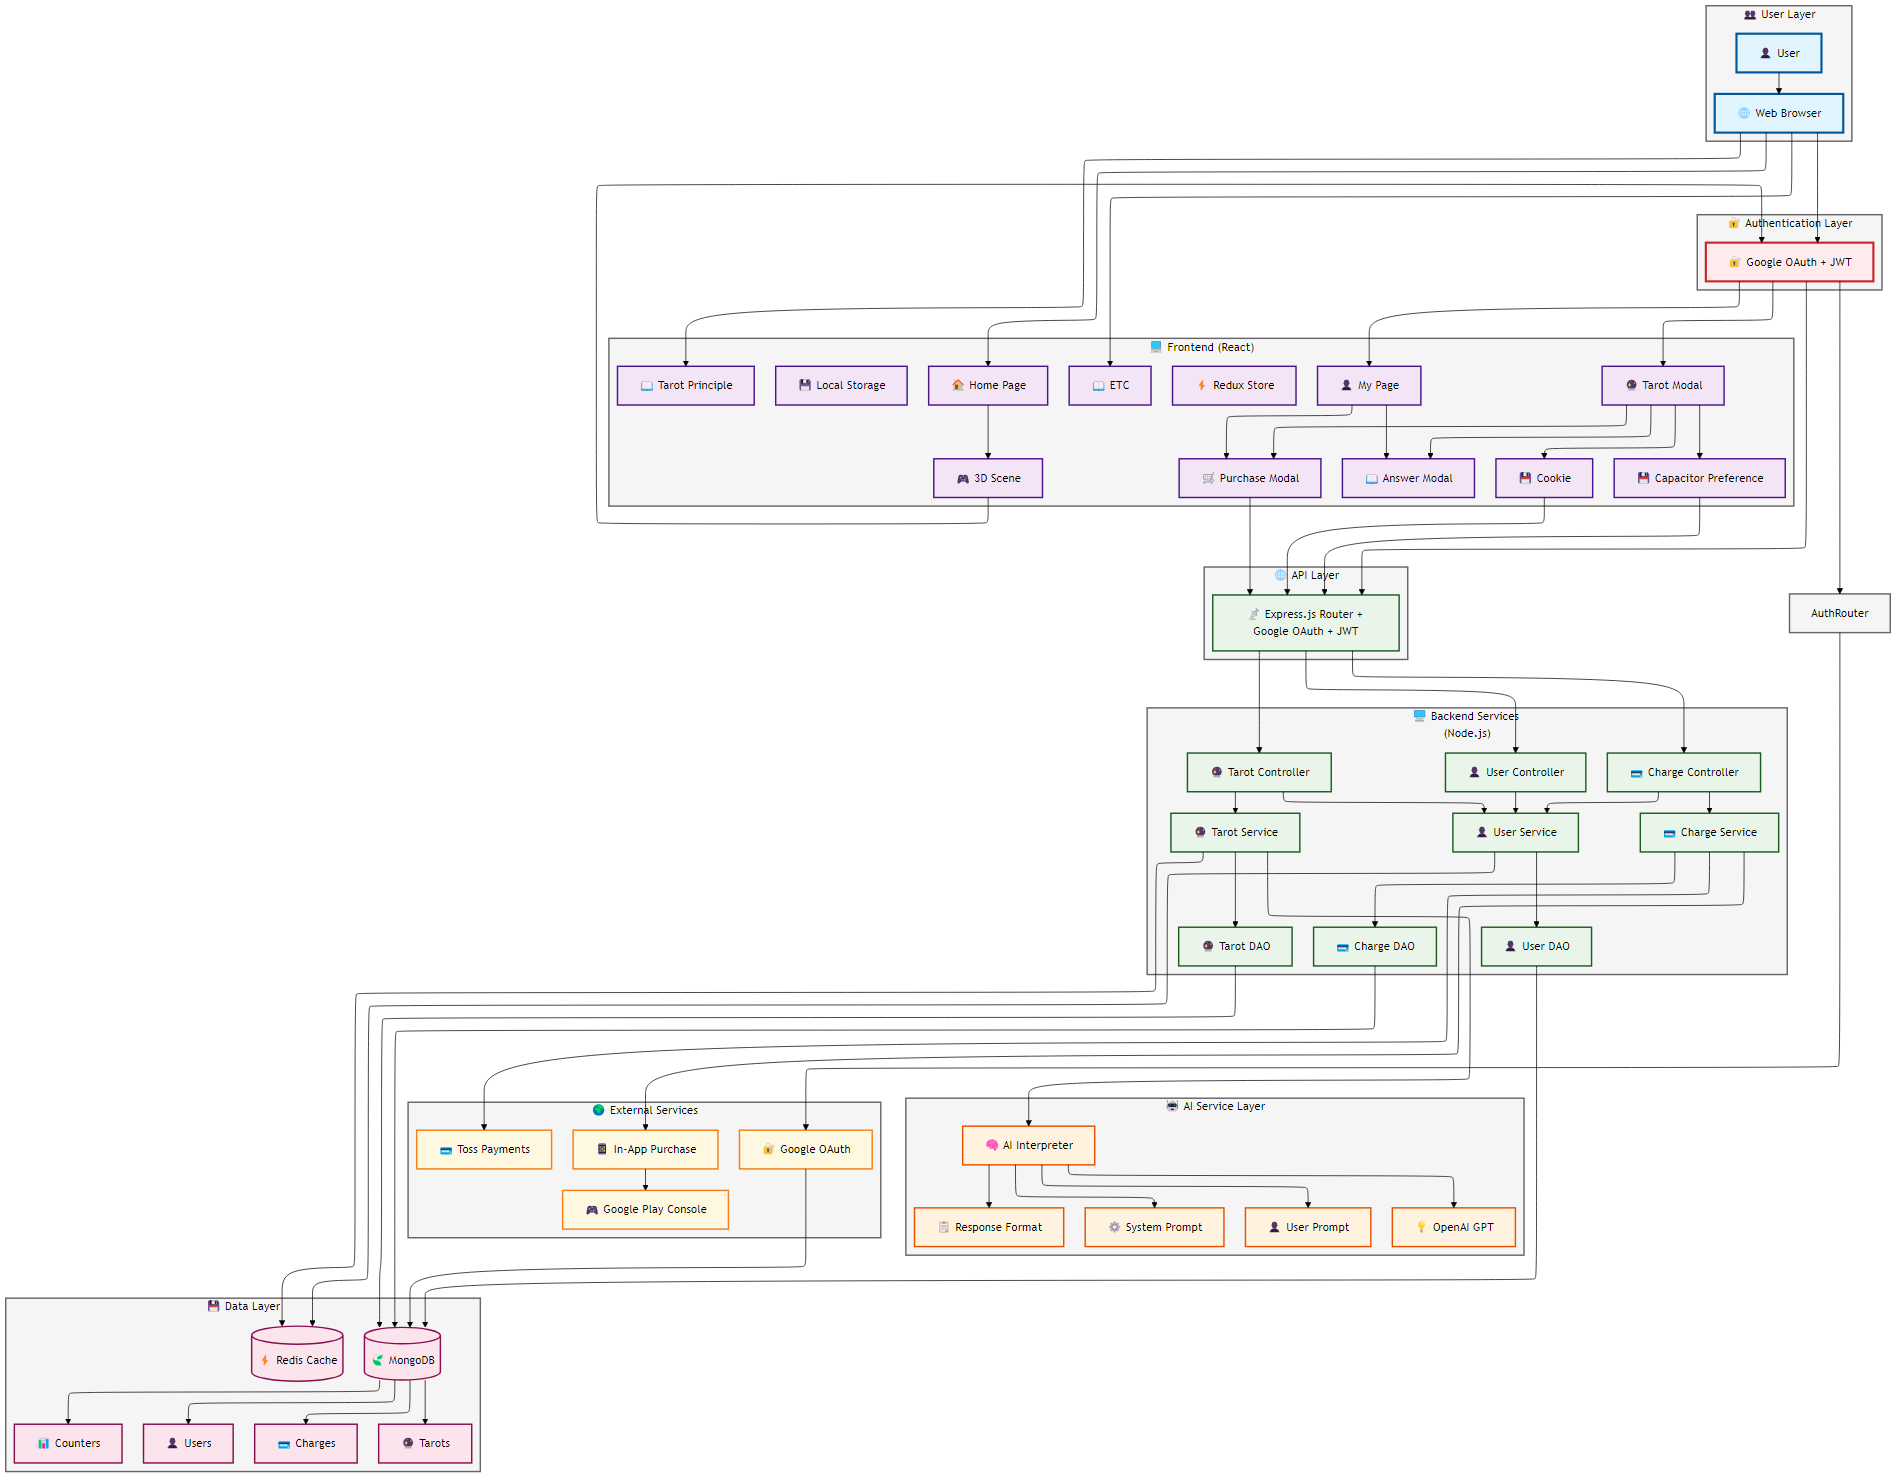 User Layer
User
Web Browser
Authentication Layer
Google OAuth + JWT
Frontend (React)
Tarot Principle
Local Storage
Home Page
ETC
Redux Store
My Page
Tarot Modal
3D Scene
Purchase Modal
Answer Modal
Cookie
Capacitor Preference
API Layer
Express.js Router +
Google OAuth + JWT
AuthRouter
Backend Services
(Node.js)
Tarot Controller
User Controller
Charge Controller
Tarot Service
User Service
Charge Service
Tarot DAO
Charge DAO
User DAO
External Services
Toss Payments
In-App Purchase
Google OAuth
Google Play Console
AI Service Layer
AI Interpreter
Response Format
System Prompt
User Prompt
OpenAI GPT
Data Layer
Redis Cache
MongoDB
Counters
Users
Charges
Tarots